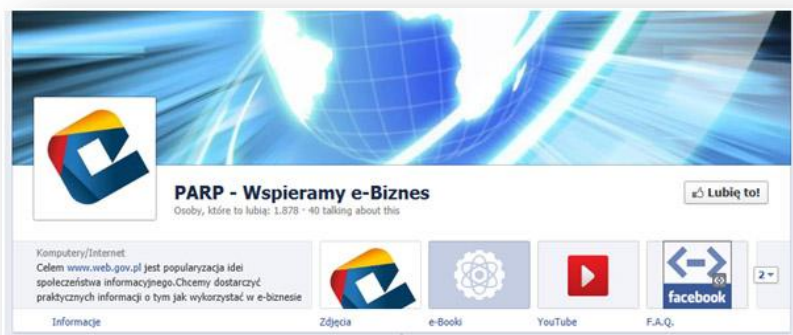 PARP - Wspieramy e-Biznes
Lubię to!
Osoby, które to lubią: 1.878 · 40 talking about this
Komputery/Internet
Celem www.web.gov.pl jest popularyzacja idei
społeczeństwa informacyjnego.Chcemy dostarczyć
praktycznych informacji o tym jak wykorzystać w e-biznesie
facebook
2
Informacje
Zdjęcia
e-Booki
YouTube
F.A.Q.